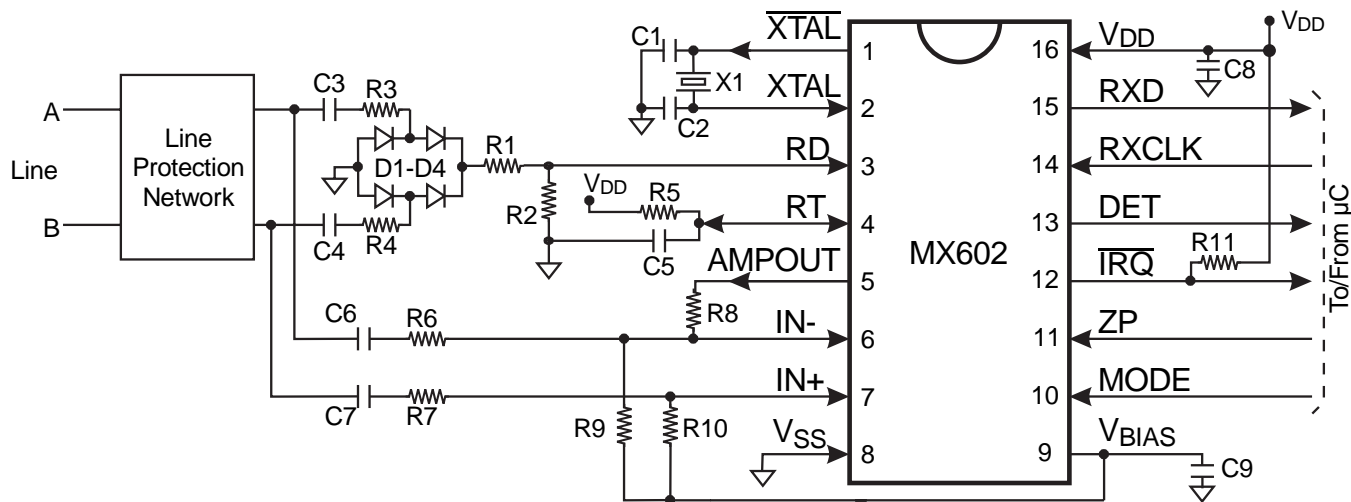 XTAL
C1
1
16
VDD
VDD
C8
X1
XTAL
C2
2
15
RXD
A
Line
B
Line
Protection
Network
C3
R3
D1-D4
C4
R4
R1
RD
3
14
RXCLK
R2
VDD
R5
RT
4
13
DET
C5
MX602
AMPOUT
5
12
IRQ
R11
R8
C6
R6
IN-
6
11
ZP
C7
R7
IN+
7
10
MODE
R9
R10
VSS
8
9
VBIAS
C9
To/From µC